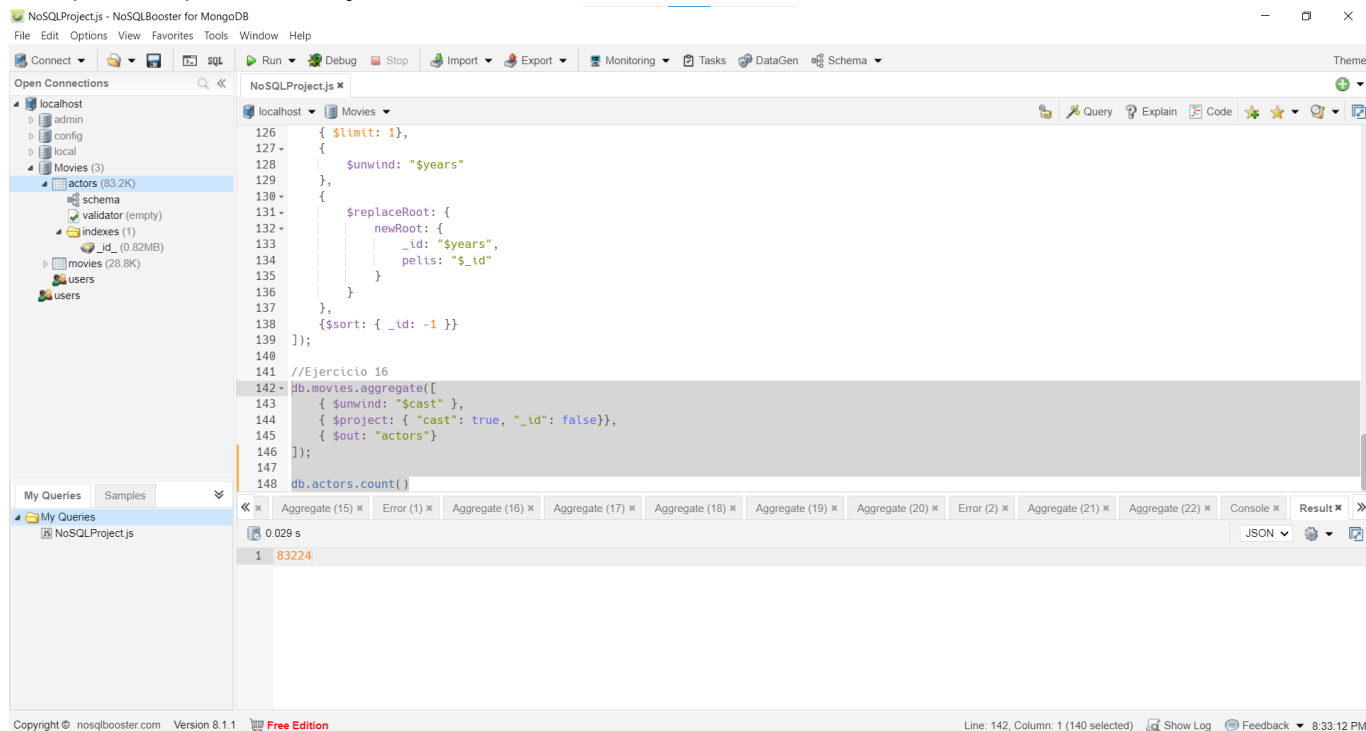 NoSQLProject.js - NoSQLBooster for MongoDB
File Edit Options View Favorites Tools Window Help
Connect SQL Run Debug Stop Import Export Monitoring Tasks DataGen Schema Theme
Open Connections
localhost
admin
config
local
Movies (3)
actors (83.2K)
schema
validator (empty)
indexes (1)
_id_ (0.82MB)
movies (28.8K)
users
users
My Queries Samples
My Queries
JS NoSQLProject.js
NoSQLProject.js
localhost Movies Query Explain Code
126 { $limit: 1},
127 {
128 $unwind: "$years"
129 },
130 {
131 $replaceRoot: {
132 newRoot: {
133 _id: "$years",
134 pelis: "$_id"
135 }
136 }
137 },
138 {$sort: { _id: -1 }}
139 ]);
140
141 //Ejercicio 16
142 db.movies.aggregate([
143 { $unwind: "$cast" },
144 { $project: { "cast": true, "_id": false}},
145 { $out: "actors"}
146 ]);
147
148 db.actors.count()
Aggregate (15) Error (1) Aggregate (16) Aggregate (17) Aggregate (18) Aggregate (19) Aggregate (20) Error (2) Aggregate (21) Aggregate (22) Console Result
0.029 s JSON
1 83224
Copyright © nosqlbooster.com Version 8.1.1 Free Edition Line: 142, Column: 1 (140 selected) Show Log Feedback 8:33:12 PM